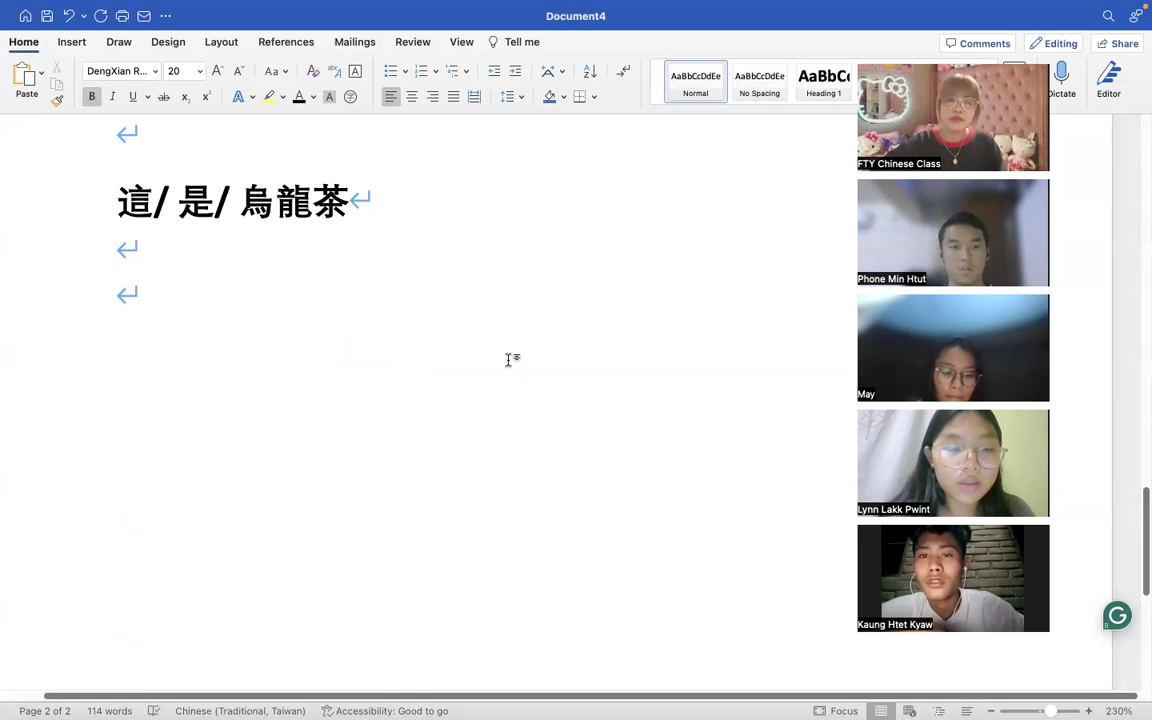 Document4
Home Insert Draw Design Layout References Mailings Review View Tell me
Comments Editing Share
Paste
DengXian R... 20
AaBbCcDdEe
Normal
AaBbCcDdEe
No Spacing
AaBbC
Heading 1
Dictate
Editor
這/ 是/ 烏龍茶
FTY Chinese Class
Phone Min Htut
May
Lynn Lakk Pwint
Kaung Htet Kyaw
Page 2 of 2 114 words Chinese (Traditional, Taiwan) Accessibility: Good to go Focus 230%